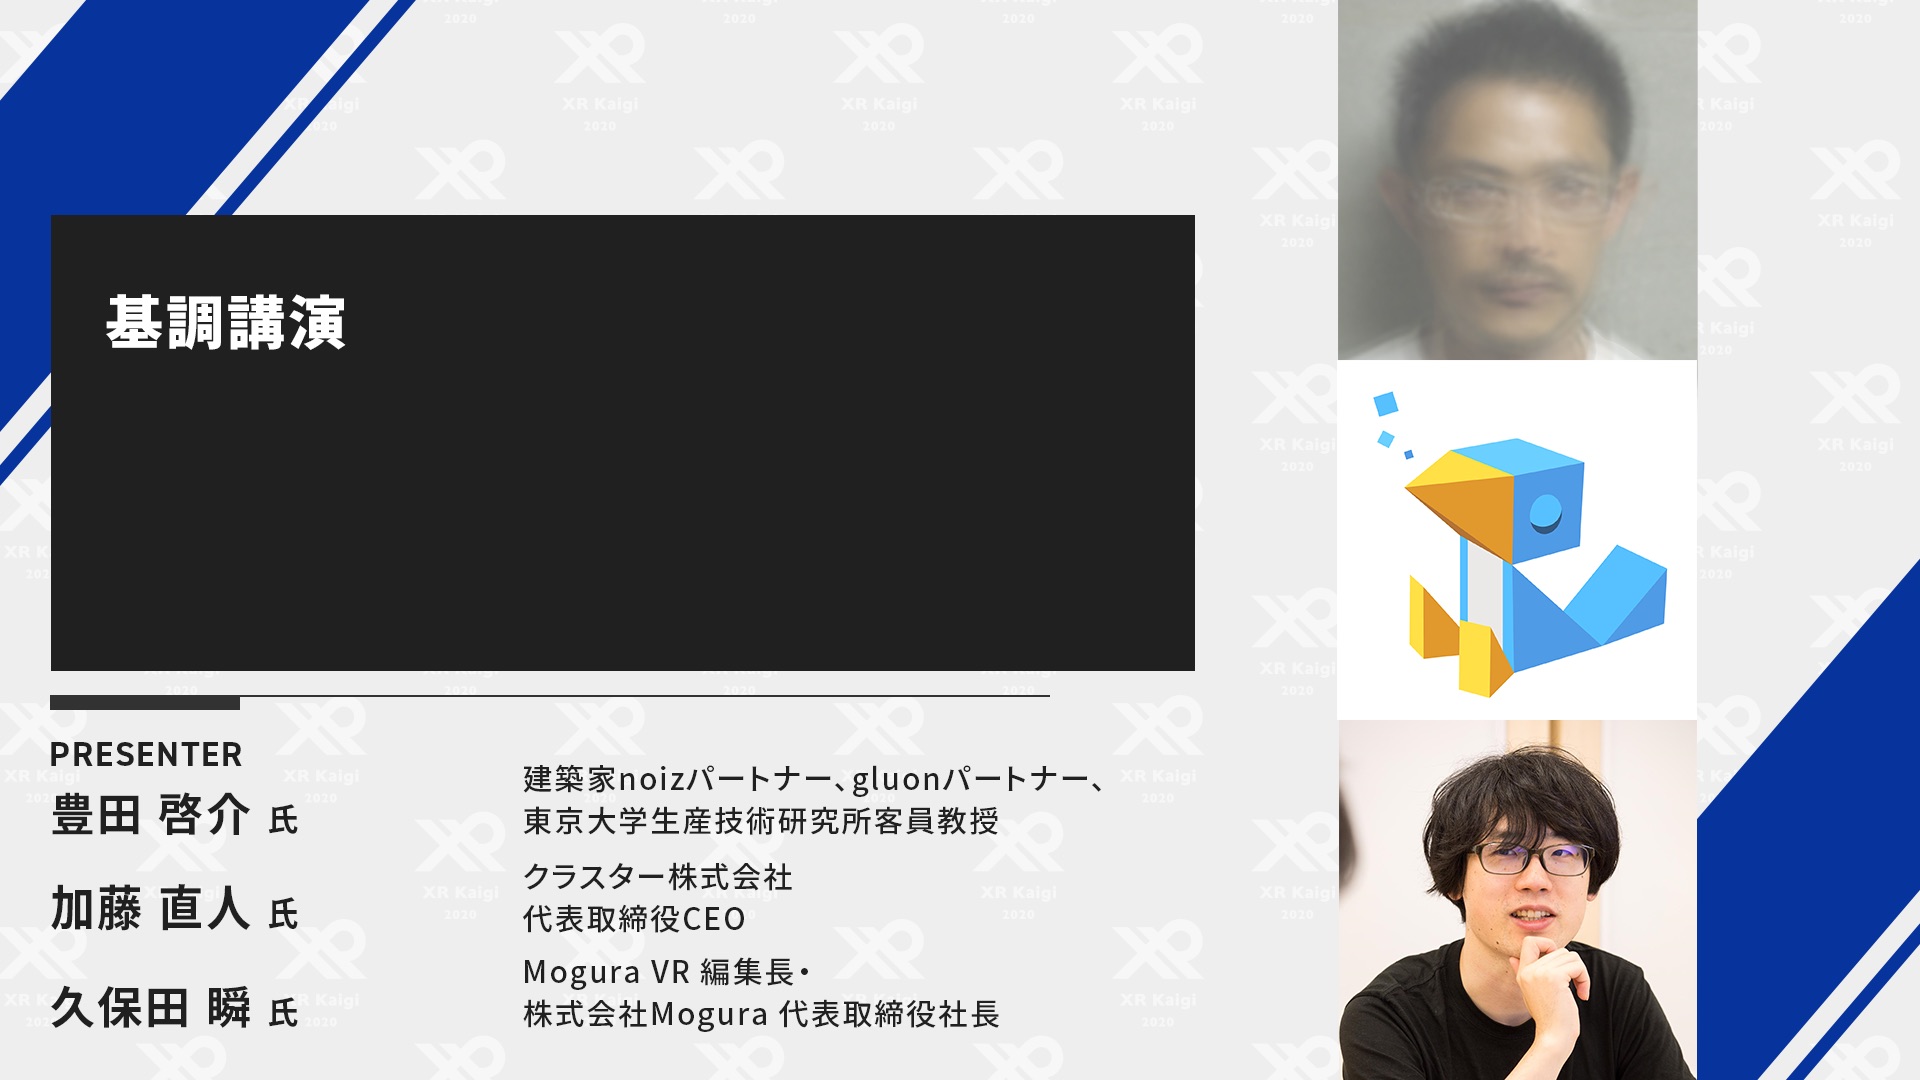 基調講演
PRESENTER
豊田 啓介 氏
建築家noizパートナー、gluonパートナー、
東京大学生産技術研究所客員教授
加藤 直人 氏
クラスター株式会社
代表取締役CEO
久保田 瞬 氏
Mogura VR 編集長・
株式会社Mogura 代表取締役社長
XR Kaigi
2020